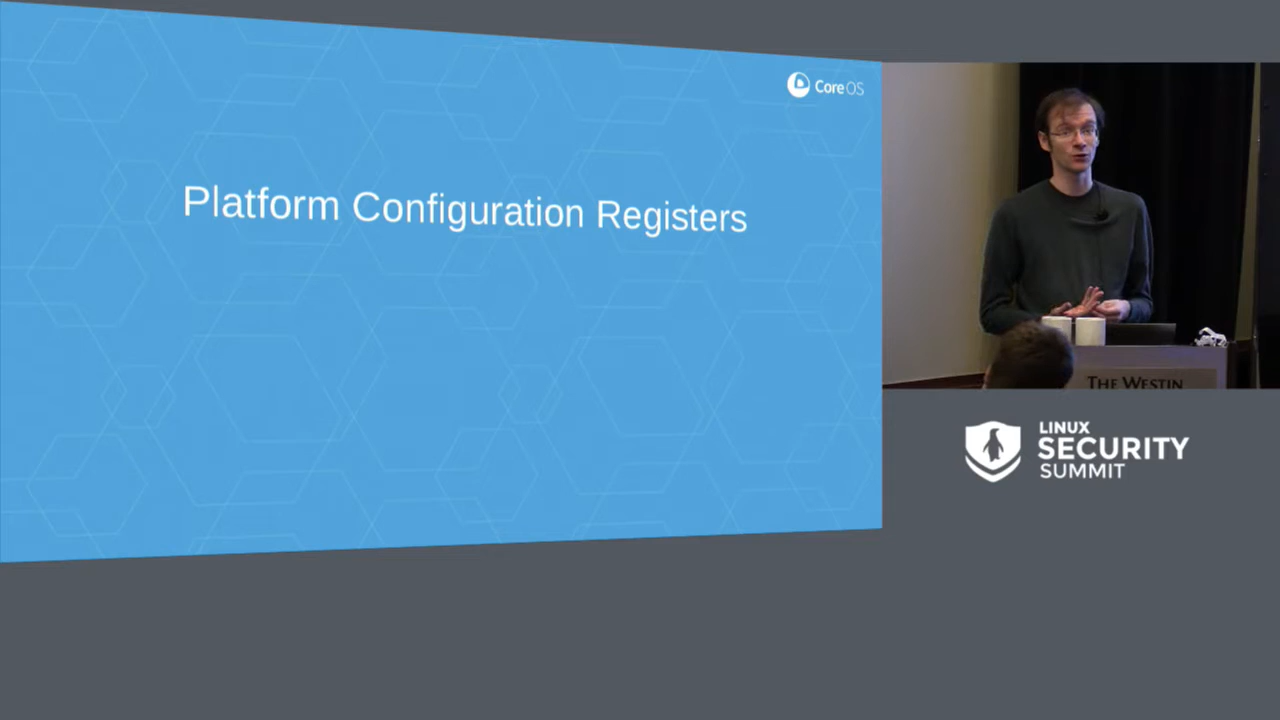 CoreOS
Platform Configuration Registers
THE WESTIN
LINUX
SECURITY
SUMMIT